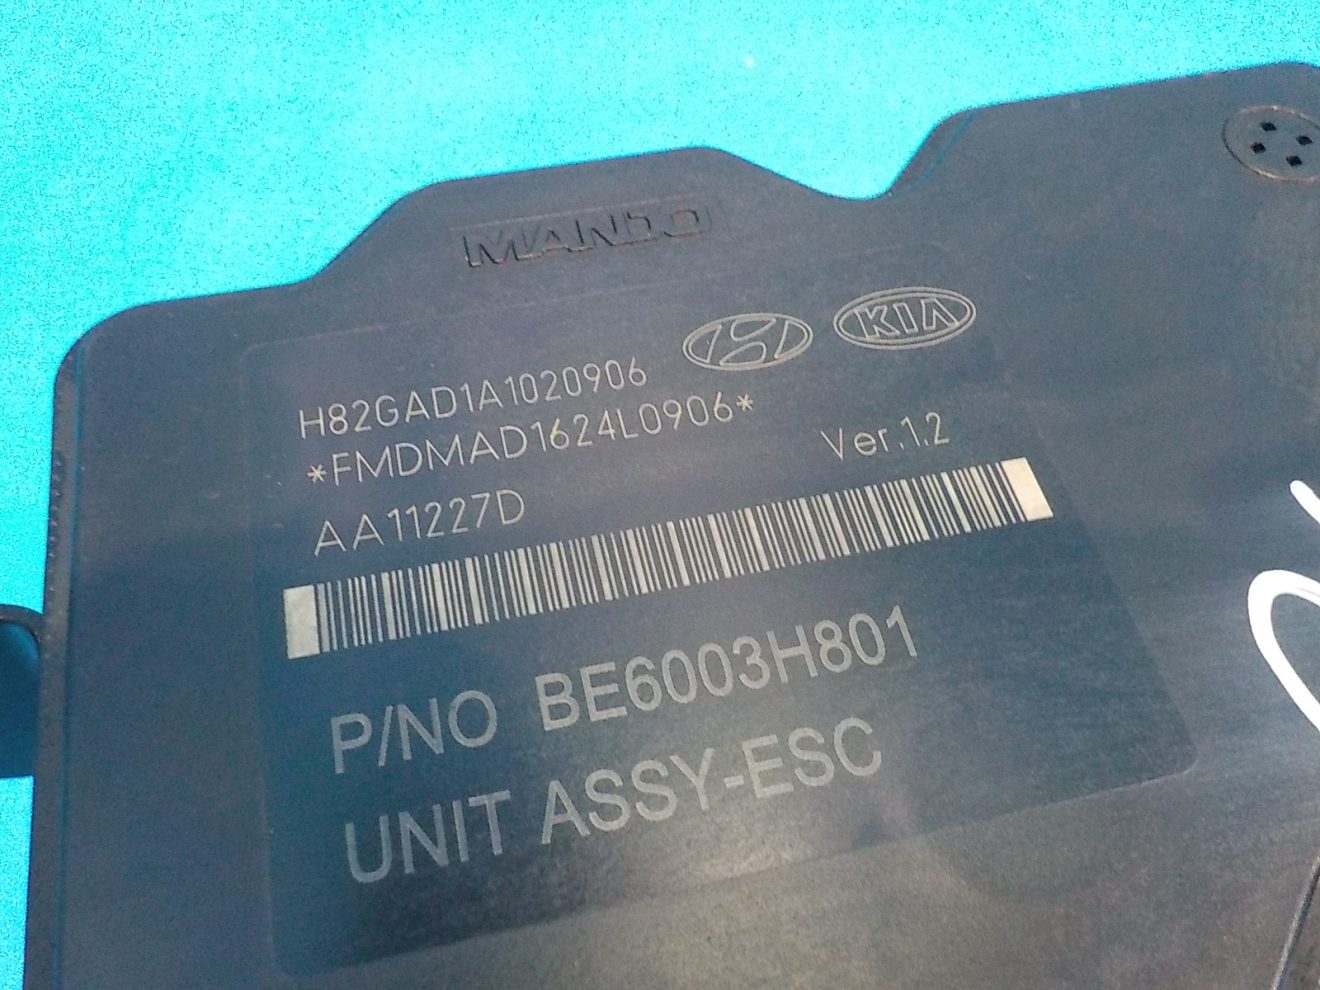 MANDO
KIA
H82GAD1A1020906
*FMDMAD1624L0906*
Ver.1.2
AA11227D
P/NO BE6003H801
UNIT ASSY-ESC